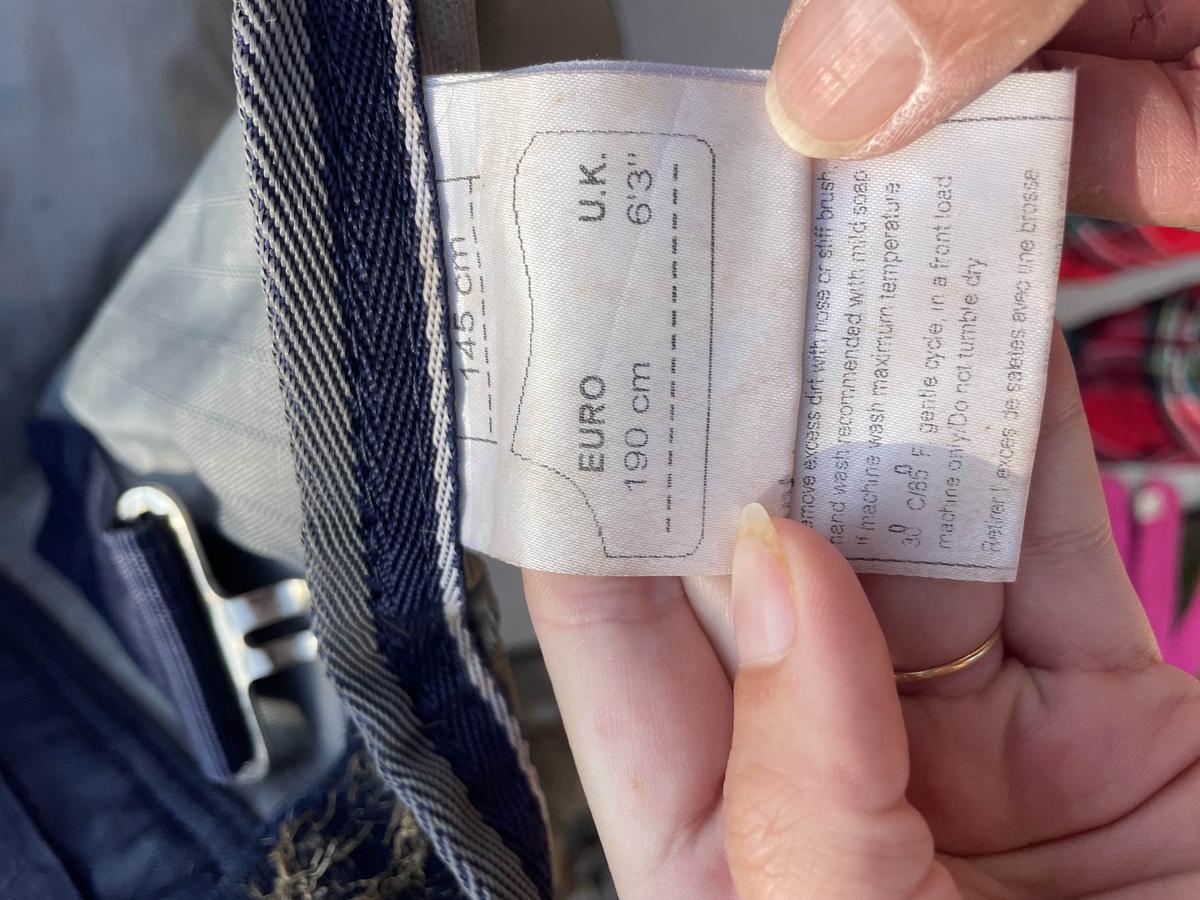 145 cm
EURO U.K.
190 cm 6'3"
emove excess dirt with hose or stiff brush,
hand wash recommended with mild soap
If machine wash maximum temperature
30⁰ C/85⁰ F, gentle cycle, in a front load
machine only/Do not tumble dry
Retirer l'excès de saletés avec une brosse